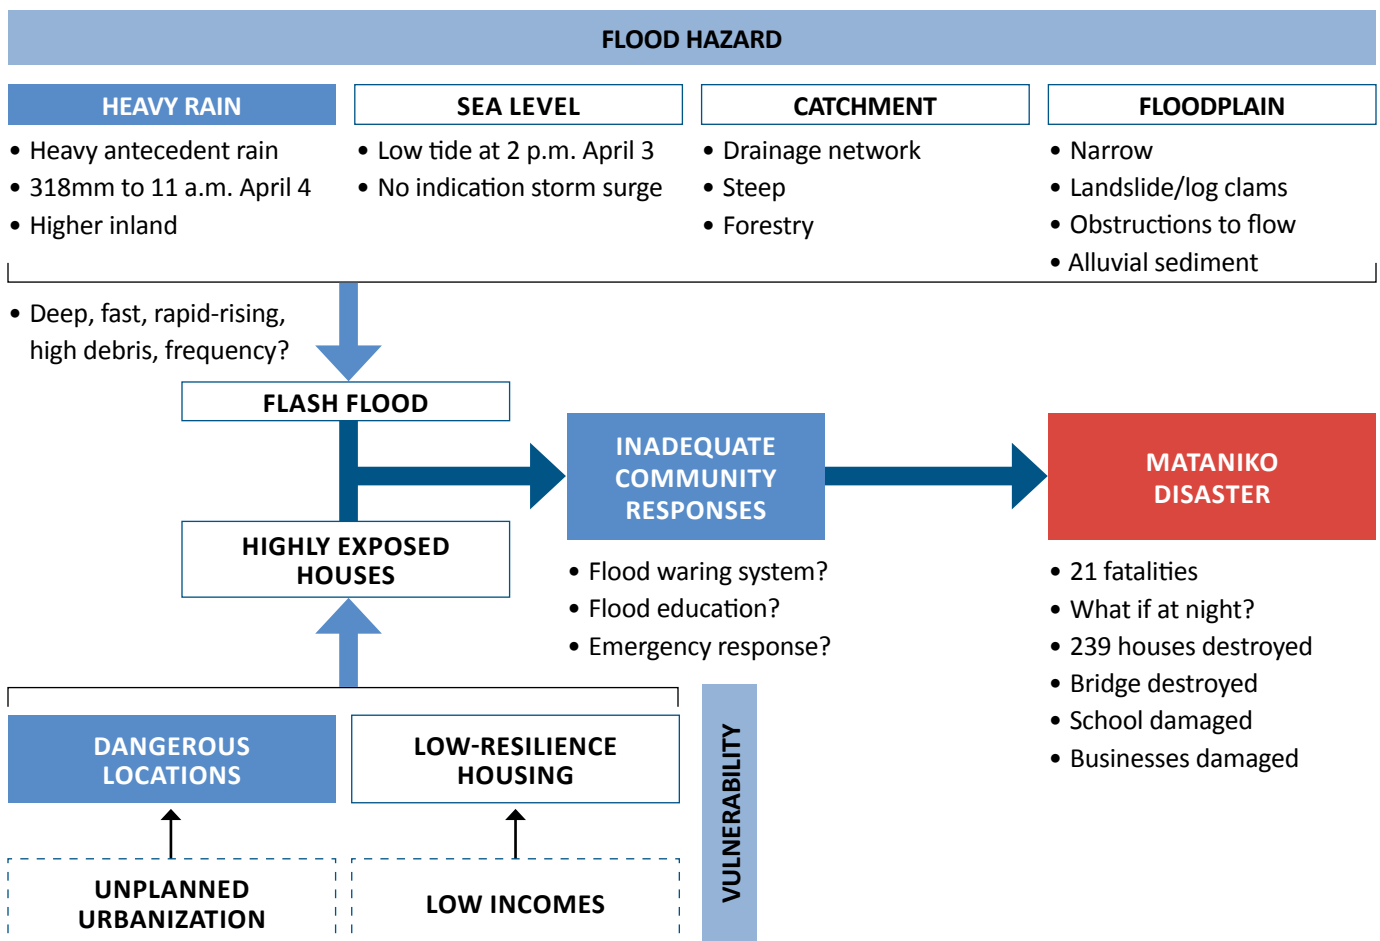 FLOOD HAZARD
HEAVY RAIN
• Heavy antecedent rain
• 318mm to 11 a.m. April 4
• Higher inland
SEA LEVEL
• Low tide at 2 p.m. April 3
• No indication storm surge
CATCHMENT
• Drainage network
• Steep
• Forestry
FLOODPLAIN
• Narrow
• Landslide/log clams
• Obstructions to flow
• Alluvial sediment
• Deep, fast, rapid-rising,
high debris, frequency?
FLASH FLOOD
HIGHLY EXPOSED
HOUSES
INADEQUATE
COMMUNITY
RESPONSES
• Flood waring system?
• Flood education?
• Emergency response?
MATANIKO
DISASTER
• 21 fatalities
• What if at night?
• 239 houses destroyed
• Bridge destroyed
• School damaged
• Businesses damaged
DANGEROUS
LOCATIONS
LOW-RESILIENCE
HOUSING
UNPLANNED
URBANIZATION
LOW INCOMES
VULNERABILITY